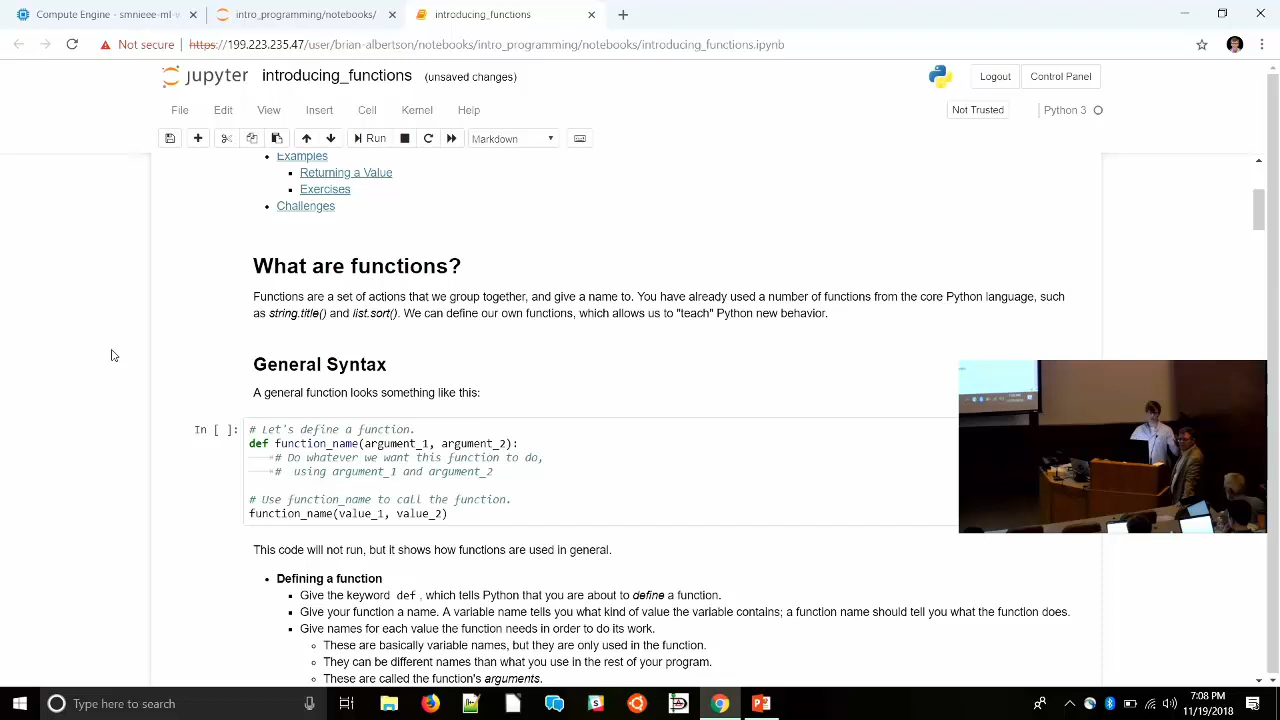 Compute Engine - smnieee-ml-v
intro_programming/notebooks/
introducing_functions
Not secure
https://199.223.235.47/user/brian-albertson/notebooks/intro_programming/notebooks/introducing_functions.ipynb
jupyter introducing_functions (unsaved changes)
Logout
Control Panel
File Edit View Insert Cell Kernel Help
Not Trusted
Python 3
Run
Markdown
Examples
Returning a Value
Exercises
Challenges
What are functions?
Functions are a set of actions that we group together, and give a name to. You have already used a number of functions from the core Python language, such
as string.title() and list.sort(). We can define our own functions, which allows us to "teach" Python new behavior.
General Syntax
A general function looks something like this:
In [ ]:
# Let's define a function.
def function_name(argument_1, argument_2):
# Do whatever we want this function to do,
# using argument_1 and argument_2
# Use function_name to call the function.
function_name(value_1, value_2)
This code will not run, but it shows how functions are used in general.
Defining a function
Give the keyword def , which tells Python that you are about to define a function.
Give your function a name. A variable name tells you what kind of value the variable contains; a function name should tell you what the function does.
Give names for each value the function needs in order to do its work.
These are basically variable names, but they are only used in the function.
They can be different names than what you use in the rest of your program.
These are called the function's arguments.
Type here to search
7:08 PM
11/19/2018